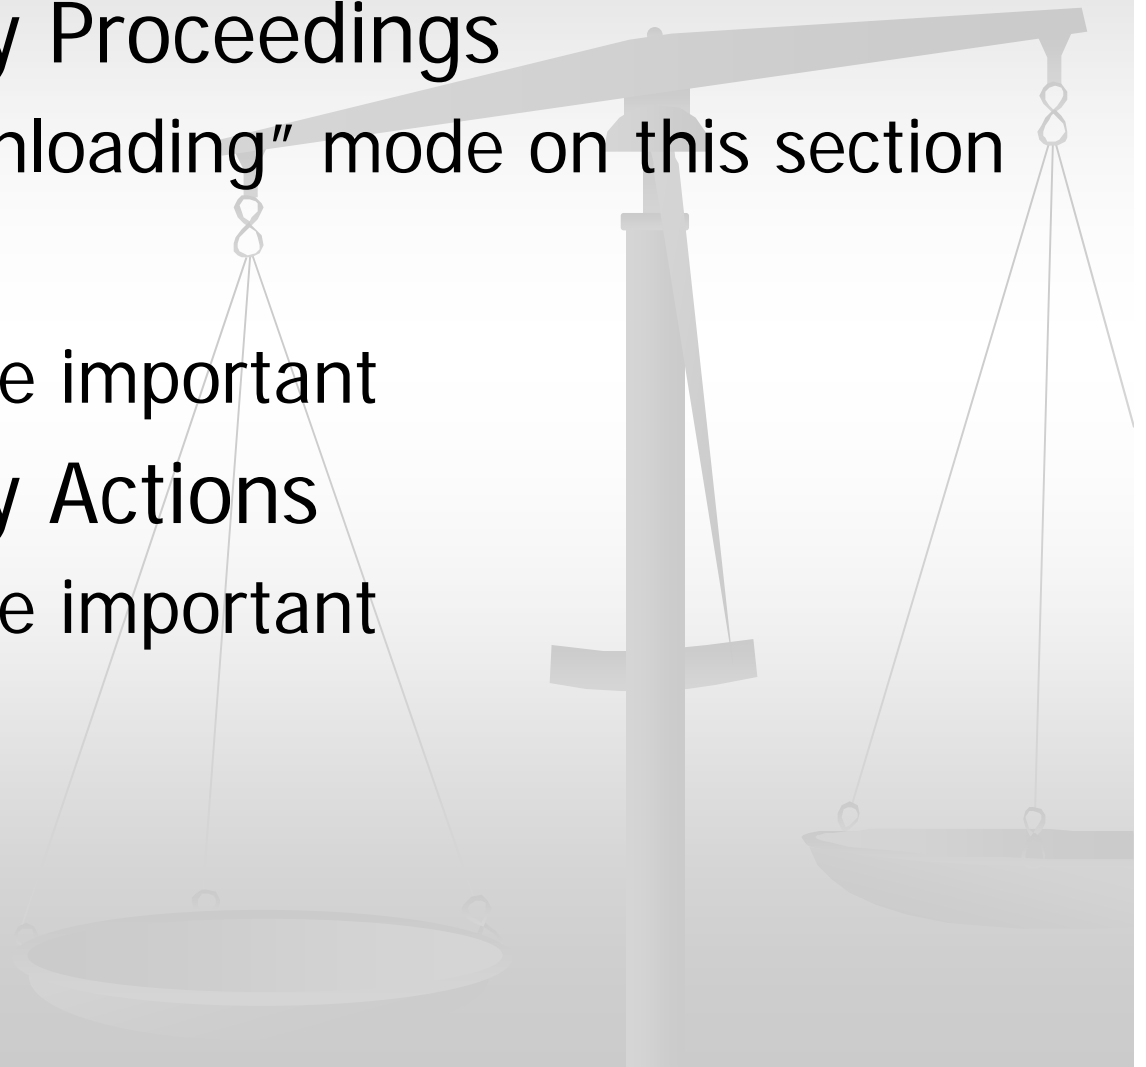 y Proceedings
nloading” mode on this section
e important
y Actions
e important